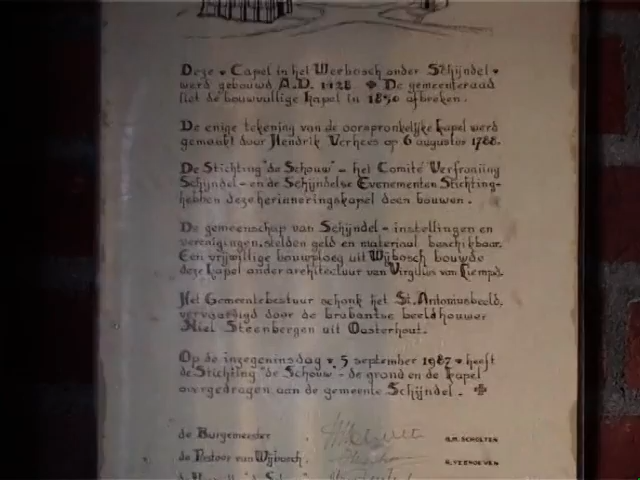 Deze • Capel in het Werbosch onder Schijndel •
werd gebouwd A.D. 1428 ✠ De gemeenteraad
liet de bouwvallige kapel in 1850 afbreken.
De enige tekening van de oorspronkelijke kapel werd
gemaakt door Hendrik Verhees op 6 augustus 1788.
De Stichting "de Schouw" - het Comité Verfraaiing
Schijndel - en de Schijndelse Evenementen Stichting -
hebben deze herinneringskapel doen bouwen.
De gemeenschap van Schijndel - instellingen en
verenigingen, stelden geld en materiaal beschikbaar.
Een vrijwillige bouwploeg uit Wijbosch bouwde
deze kapel onder architectuur van Virgilius van
Het Gemeentebestuur schonk het St. Antoniusbeeld,
vervaardigd door de brabantse beeldhouwer
Niel Steenbergen uit Oosterhout.
Op de inzegeninsdag • 5 september 1987 • heeft
de Stichting "de Schouw" - de grond en de kapel
overgedragen aan de gemeente Schijndel. ✠
de Burgemeester
de Pastoor van Wijbosch.